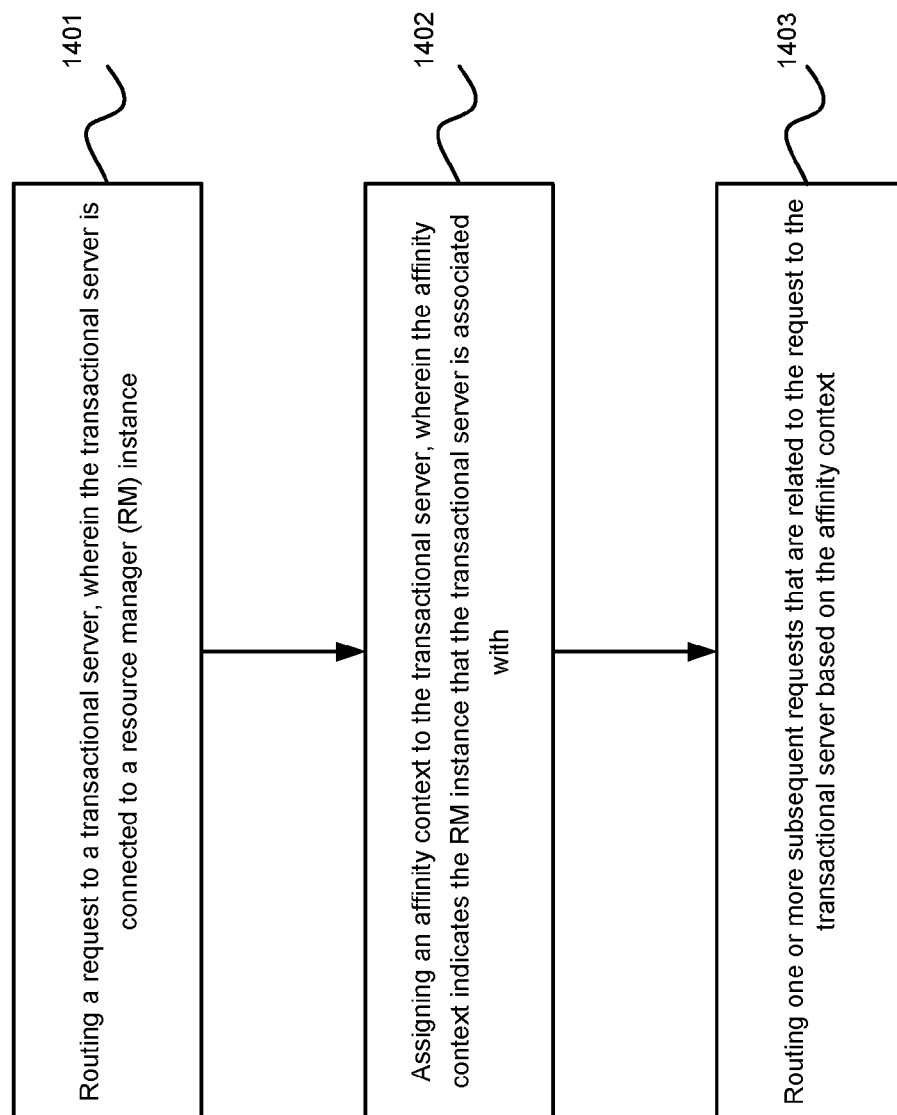 1401
Routing a request to a transactional server, wherein the transactional server is
connected to a resource manager (RM) instance
1402
Assigning an affinity context to the transactional server, wherein the affinity
context indicates the RM instance that the transactional server is associated
with
1403
Routing one or more subsequent requests that are related to the request to the
transactional server based on the affinity context